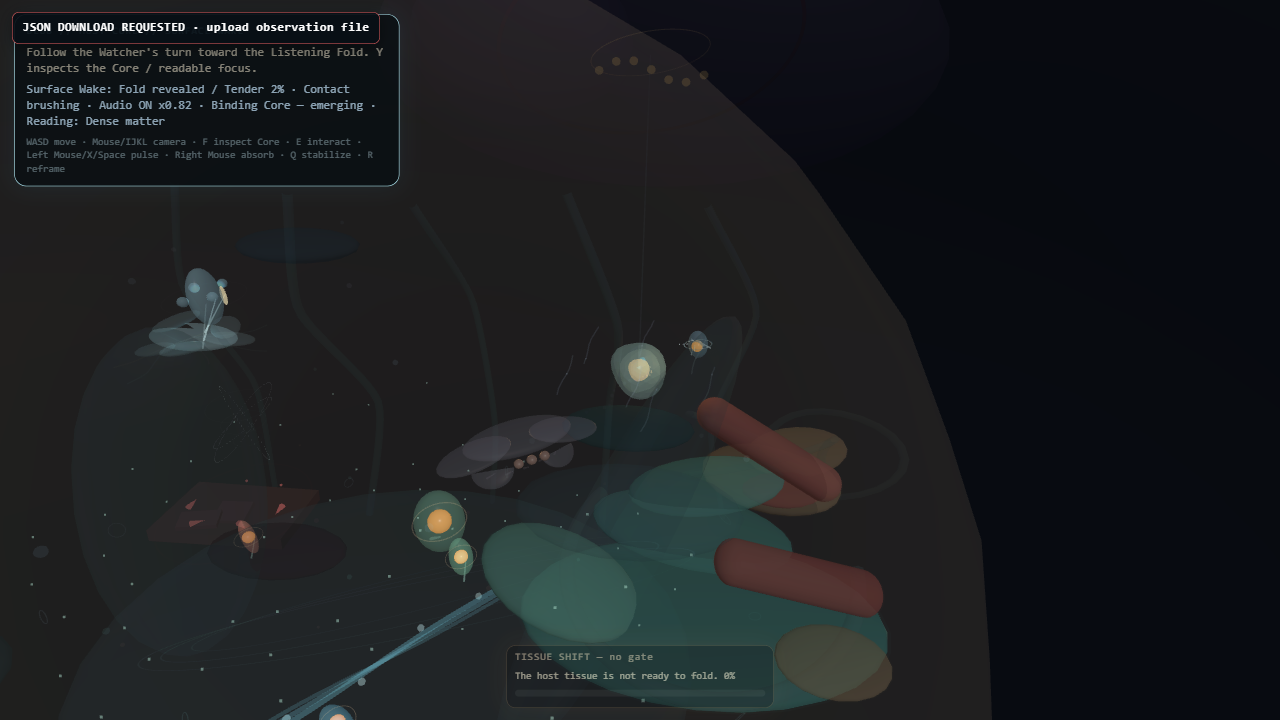 JSON DOWNLOAD REQUESTED · upload observation file
Follow the Watcher's turn toward the Listening Fold. Y
inspects the Core / readable focus.
Surface Wake: Fold revealed / Tender 2% · Contact
brushing · Audio ON x0.82 · Binding Core — emerging ·
Reading: Dense matter
WASD move · Mouse/IJKL camera · F inspect Core · E interact ·
Left Mouse/X/Space pulse · Right Mouse absorb · Q stabilize · R
reframe
TISSUE SHIFT — no gate
The host tissue is not ready to fold. 0%